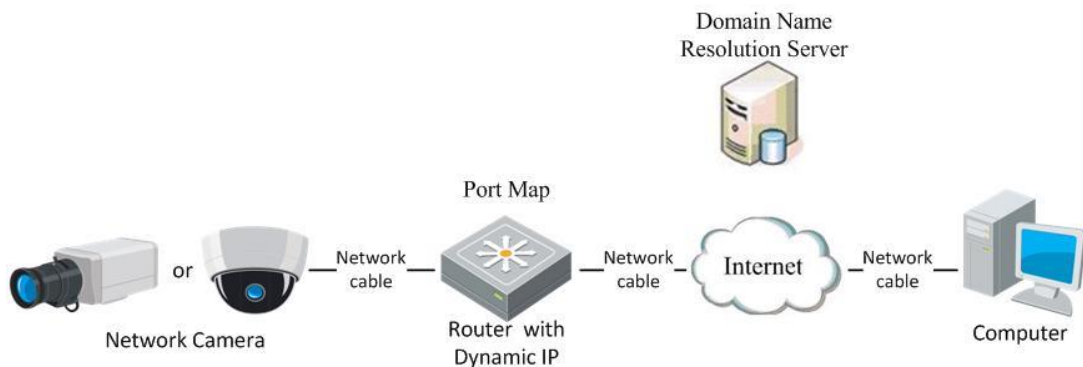 Domain Name
Resolution Server
Port Map
or
Network
cable
Network
cable
Internet
Network
cable
Network Camera
Router with
Dynamic IP
Computer